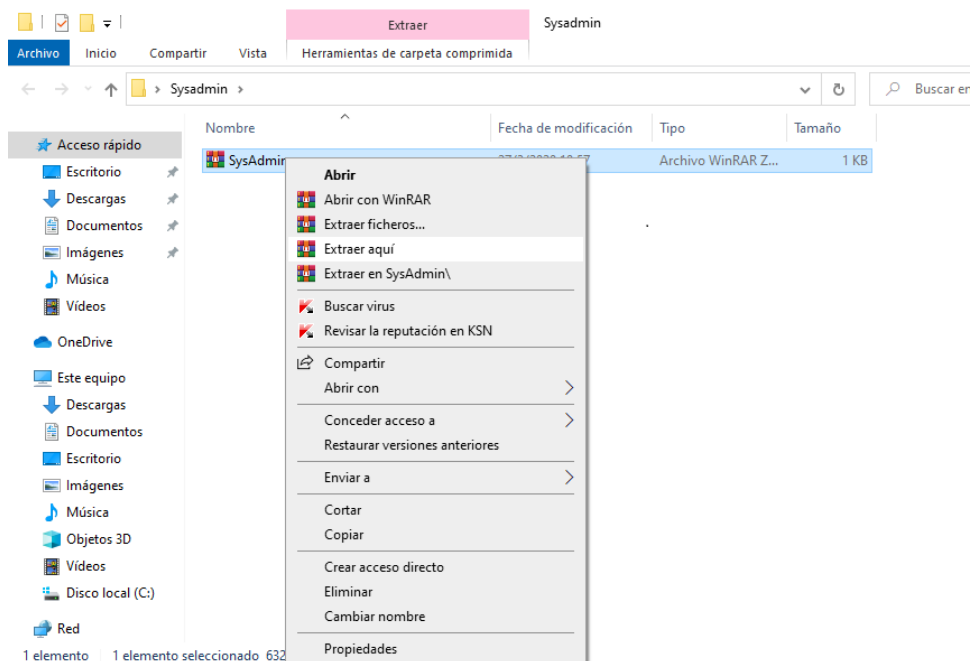 Extraer
Sysadmin
Archivo Inicio Compartir Vista Herramientas de carpeta comprimida
Sysadmin
Buscar en
Nombre Fecha de modificación Tipo Tamaño
Acceso rápido
Escritorio
Descargas
Documentos
Imágenes
Música
Vídeos
OneDrive
Este equipo
Descargas
Documentos
Escritorio
Imágenes
Música
Objetos 3D
Vídeos
Disco local (C:)
Red
SysAdmin Archivo WinRAR Z... 1 KB
Abrir
Abrir con WinRAR
Extraer ficheros...
Extraer aquí
Extraer en SysAdmin\
Buscar virus
Revisar la reputación en KSN
Compartir
Abrir con
Conceder acceso a
Restaurar versiones anteriores
Enviar a
Cortar
Copiar
Crear acceso directo
Eliminar
Cambiar nombre
Propiedades
1 elemento 1 elemento seleccionado 632